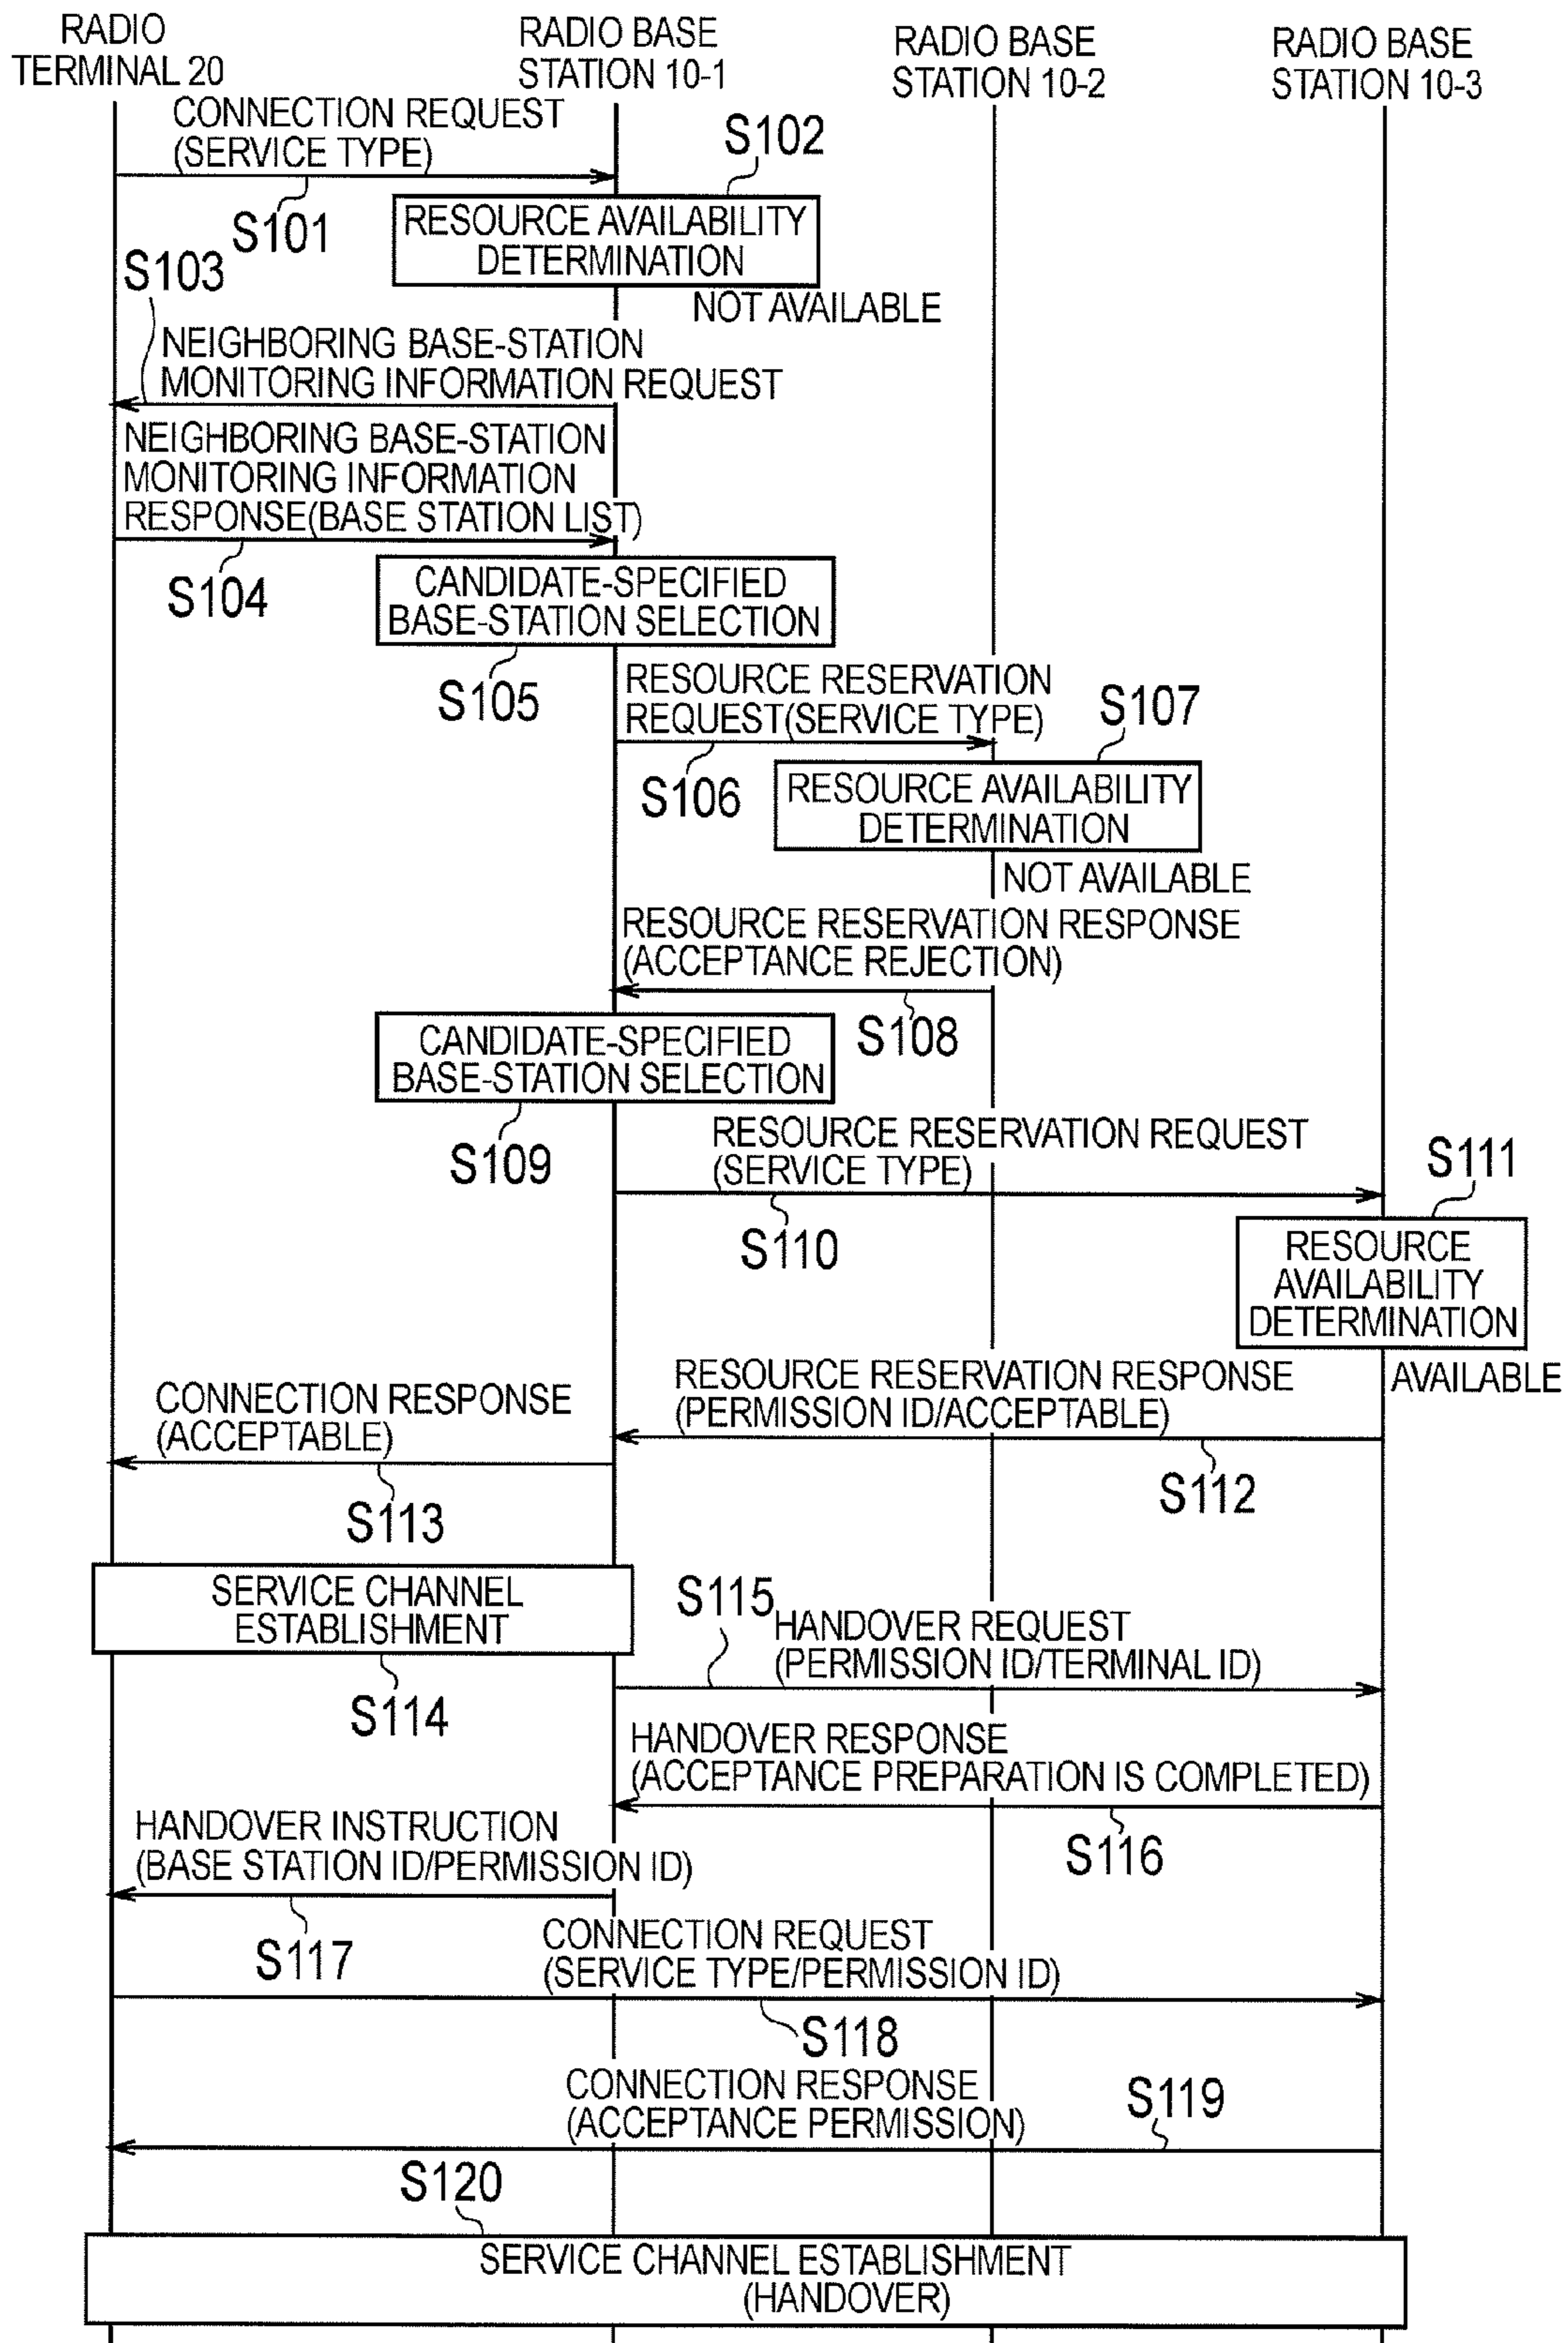 RADIO
TERMINAL 20
RADIO BASE
STATION 10-1
RADIO BASE
STATION 10-2
RADIO BASE
STATION 10-3
CONNECTION REQUEST
(SERVICE TYPE)
S101
S102
RESOURCE AVAILABILITY
DETERMINATION
NOT AVAILABLE
S103
NEIGHBORING BASE-STATION
MONITORING INFORMATION REQUEST
NEIGHBORING BASE-STATION
MONITORING INFORMATION
RESPONSE(BASE STATION LIST)
S104
CANDIDATE-SPECIFIED
BASE-STATION SELECTION
S105
RESOURCE RESERVATION
REQUEST(SERVICE TYPE)
S106
S107
RESOURCE AVAILABILITY
DETERMINATION
NOT AVAILABLE
RESOURCE RESERVATION RESPONSE
(ACCEPTANCE REJECTION)
S108
CANDIDATE-SPECIFIED
BASE-STATION SELECTION
S109
RESOURCE RESERVATION REQUEST
(SERVICE TYPE)
S110
S111
RESOURCE
AVAILABILITY
DETERMINATION
AVAILABLE
RESOURCE RESERVATION RESPONSE
(PERMISSION ID/ACCEPTABLE)
S112
CONNECTION RESPONSE
(ACCEPTABLE)
S113
SERVICE CHANNEL
ESTABLISHMENT
S114
S115
HANDOVER REQUEST
(PERMISSION ID/TERMINAL ID)
HANDOVER RESPONSE
(ACCEPTANCE PREPARATION IS COMPLETED)
S116
HANDOVER INSTRUCTION
(BASE STATION ID/PERMISSION ID)
S117
CONNECTION REQUEST
(SERVICE TYPE/PERMISSION ID)
S118
CONNECTION RESPONSE
(ACCEPTANCE PERMISSION)
S119
S120
SERVICE CHANNEL ESTABLISHMENT
(HANDOVER)